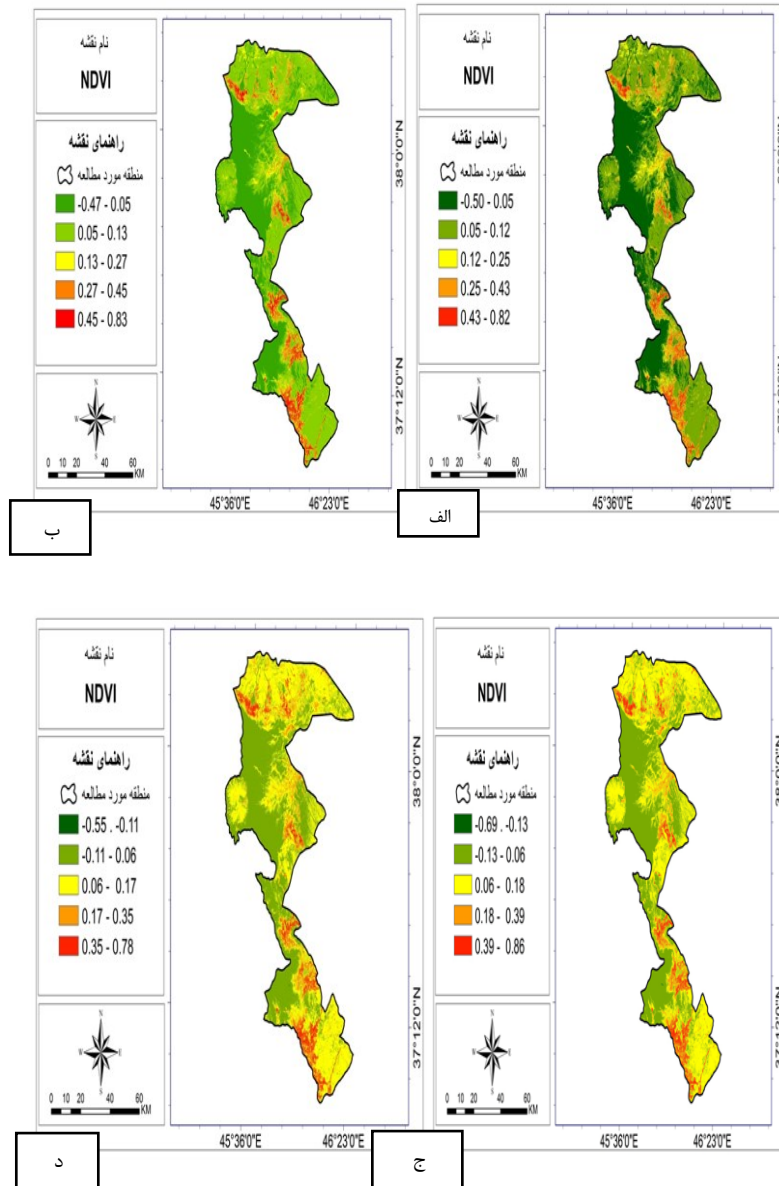 نام نقشه
NDVI
راهنمای نقشه
منطقه مورد مطالعه
-0.50 - 0.05
0.05 - 0.12
0.12 - 0.25
0.25 - 0.43
0.43 - 0.82
N
W E
S
0 10 20 40 60
KM
45°36'0"E 46°23'0"E
الف
نام نقشه
NDVI
راهنمای نقشه
منطقه مورد مطالعه
-0.47 - 0.05
0.05 - 0.13
0.13 - 0.27
0.27 - 0.45
0.45 - 0.83
N
W E
S
0 10 20 40 60
KM
38°0'0"N
37°12'0"N
45°36'0"E 46°23'0"E
ب
نام نقشه
NDVI
راهنمای نقشه
منطقه مورد مطالعه
-0.69 . -0.13
-0.13 - 0.06
0.06 - 0.18
0.18 - 0.39
0.39 - 0.86
N
W E
S
0 10 20 40 60
KM
38°0'0"N
37°12'0"N
45°36'0"E 46°23'0"E
ج
نام نقشه
NDVI
راهنمای نقشه
منطقه مورد مطالعه
-0.55 . -0.11
-0.11 - 0.06
0.06 - 0.17
0.17 - 0.35
0.35 - 0.78
N
W E
S
0 10 20 40 60
KM
38°0'0"N
37°12'0"N
45°36'0"E 46°23'0"E
د